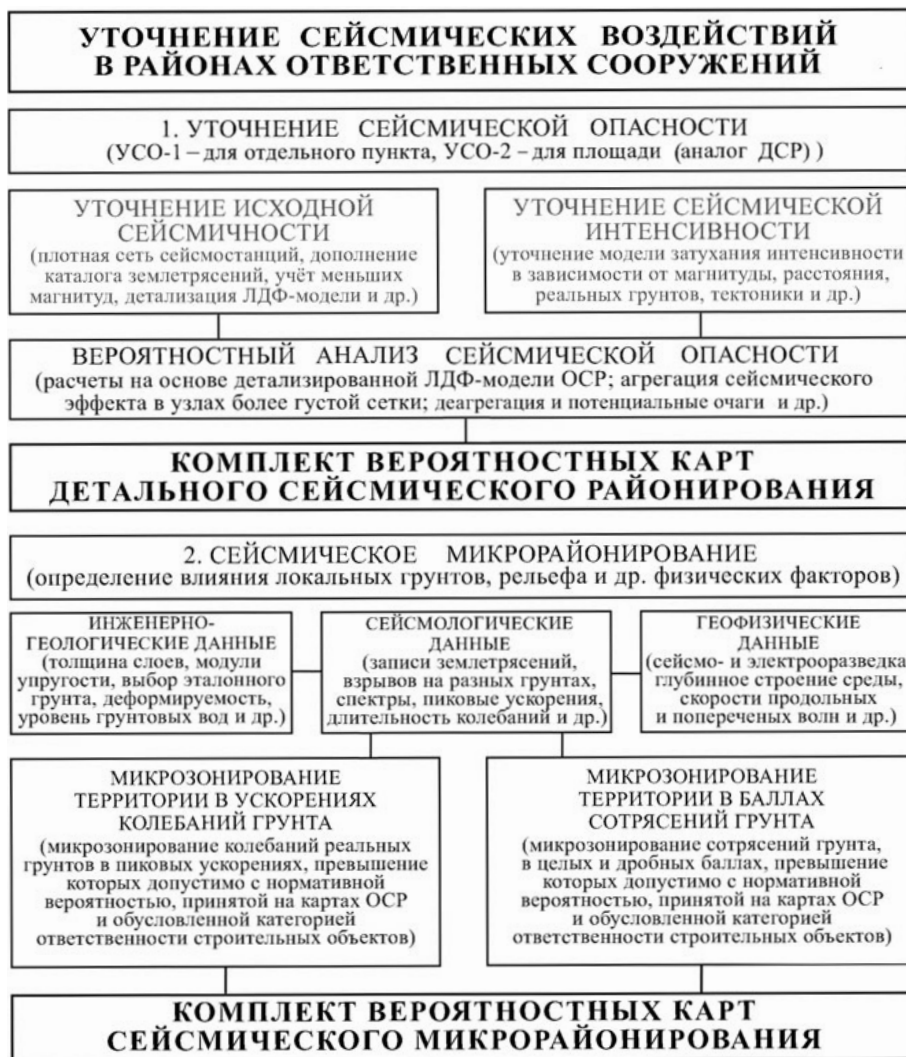 УТОЧНЕНИЕ СЕЙСМИЧЕСКИХ ВОЗДЕЙСТВИЙ
В РАЙОНАХ ОТВЕТСТВЕННЫХ СООРУЖЕНИЙ
1. УТОЧНЕНИЕ СЕЙСМИЧЕСКОЙ ОПАСНОСТИ
(УСО-1 – для отдельного пункта, УСО-2 – для площади (аналог ДСР) )
УТОЧНЕНИЕ ИСХОДНОЙ
СЕЙСМИЧНОСТИ
(плотная сеть сейсмостанций, дополнение
каталога землетрясений, учёт меньших
магнитуд, детализация ЛДФ-модели и др.)
УТОЧНЕНИЕ СЕЙСМИЧЕСКОЙ
ИНТЕНСИВНОСТИ
(уточнение модели затухания интенсивности
в зависимости от магнитуды, расстояния,
реальных грунтов, тектоники и др.)
ВЕРОЯТНОСТНЫЙ АНАЛИЗ СЕЙСМИЧЕСКОЙ ОПАСНОСТИ
(расчеты на основе детализированной ЛДФ-модели ОСР; агрегация сейсмического
эффекта в узлах более густой сетки; деагрегация и потенциальные очаги и др.)
КОМПЛЕКТ ВЕРОЯТНОСТНЫХ КАРТ
ДЕТАЛЬНОГО СЕЙСМИЧЕСКОГО РАЙОНИРОВАНИЯ
2. СЕЙСМИЧЕСКОЕ МИКРОРАЙОНИРОВАНИЕ
(определение влияния локальных грунтов, рельефа и др. физических факторов)
ИНЖЕНЕРНО-
ГЕОЛОГИЧЕСКИЕ ДАННЫЕ
(толщина слоев, модули
упругости, выбор эталонного
грунта, деформируемость,
уровень грунтовых вод и др.)
СЕЙСМОЛОГИЧЕСКИЕ
ДАННЫЕ
(записи землетрясений,
взрывов на разных грунтах,
спектры, пиковые ускорения,
длительность колебаний и др.)
ГЕОФИЗИЧЕСКИЕ
ДАННЫЕ
(сейсмо- и электрооразведка
глубинное строение среды,
скорости продольных
и поперечных волн и др.)
МИКРОЗОНИРОВАНИЕ
ТЕРРИТОРИИ В УСКОРЕНИЯХ
КОЛЕБАНИЙ ГРУНТА
(микрозонирование колебаний реальных
грунтов в пиковых ускорениях, превышение
которых допустимо с нормативной
вероятностью, принятой на картах ОСР
и обусловленной категорией
ответственности строительных объектов)
МИКРОЗОНИРОВАНИЕ
ТЕРРИТОРИИ В БАЛЛАХ
СОТРЯСЕНИЙ ГРУНТА
(микрозонирование сотрясений грунта,
в целых и дробных баллах, превышение
которых допустимо с нормативной
вероятностью, принятой на картах ОСР
и обусловленной категорией
ответственности строительных объектов)
КОМПЛЕКТ ВЕРОЯТНОСТНЫХ КАРТ
СЕЙСМИЧЕСКОГО МИКРОРАЙОНИРОВАНИЯ